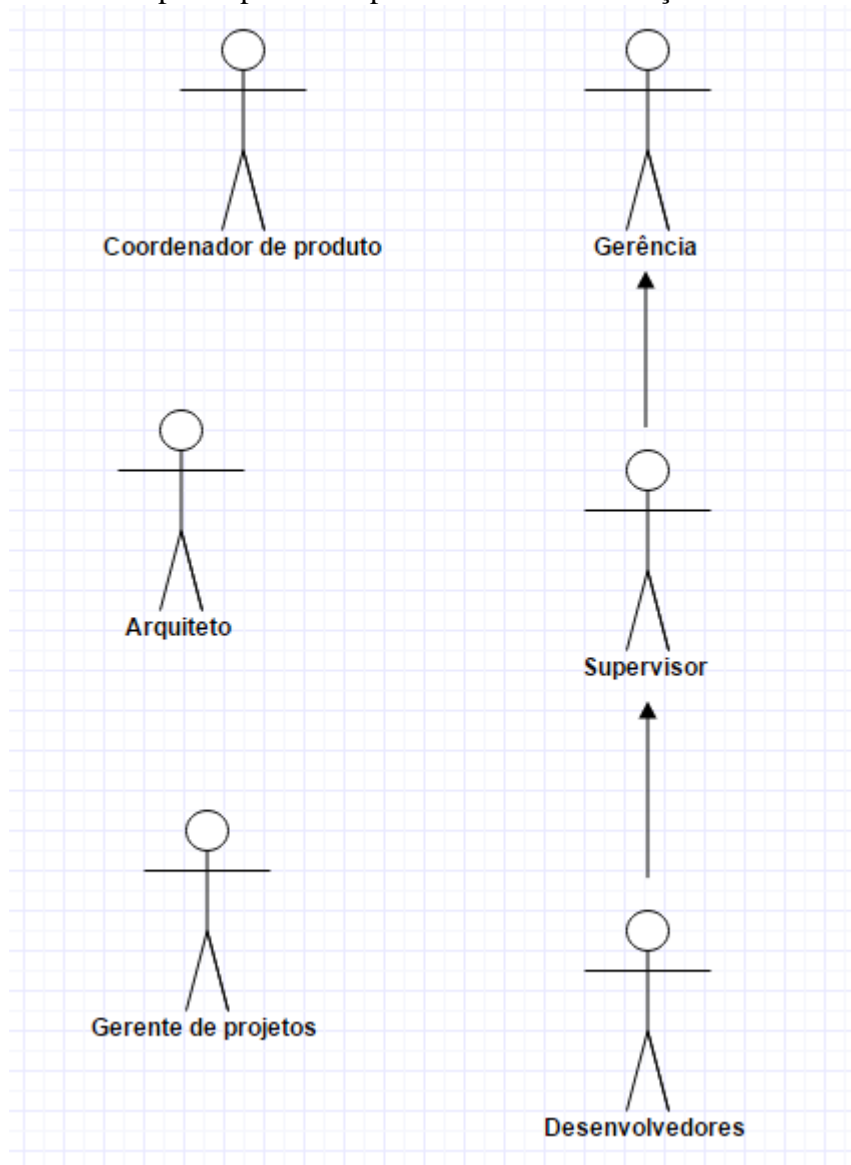 Coordenador de produto
Gerência
Arquiteto
Supervisor
Gerente de projetos
Desenvolvedores